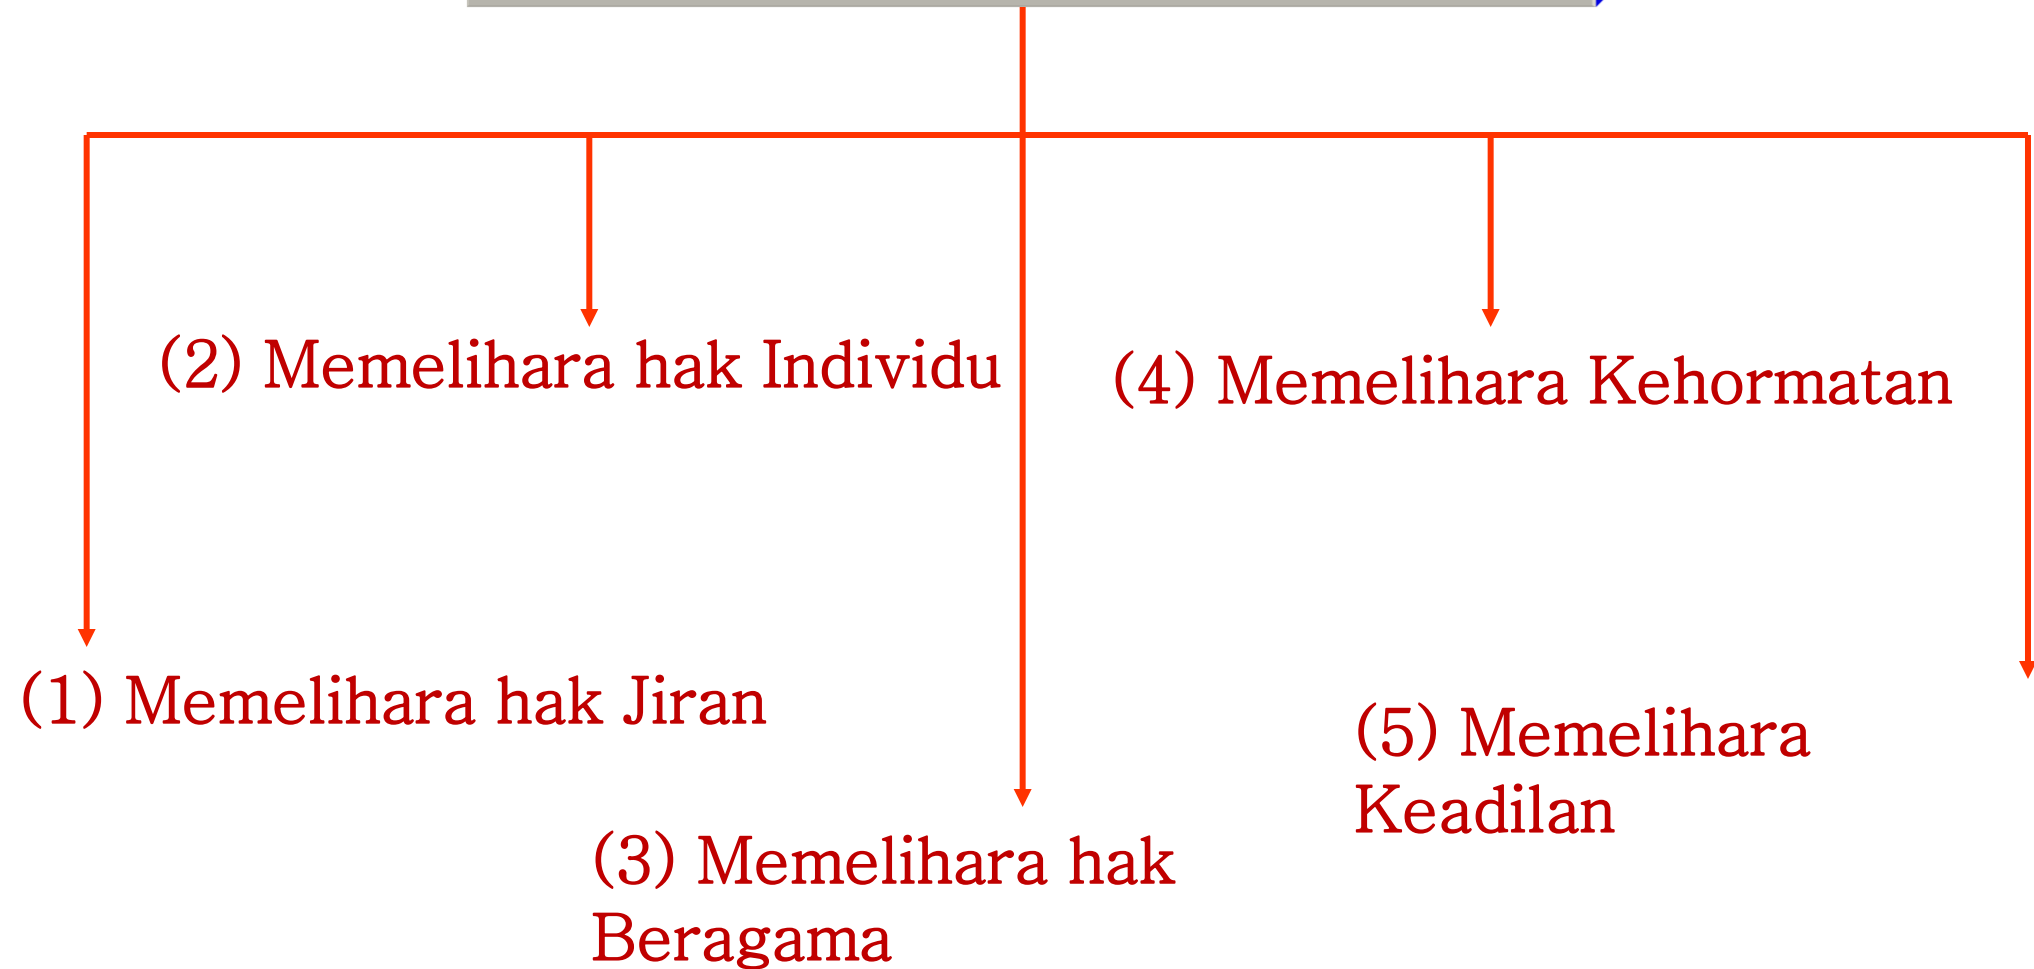 (2) Memelihara hak Individu
(4) Memelihara Kehormatan
(1) Memelihara hak Jiran
(5) Memelihara
Keadilan
(3) Memelihara hak
Beragama